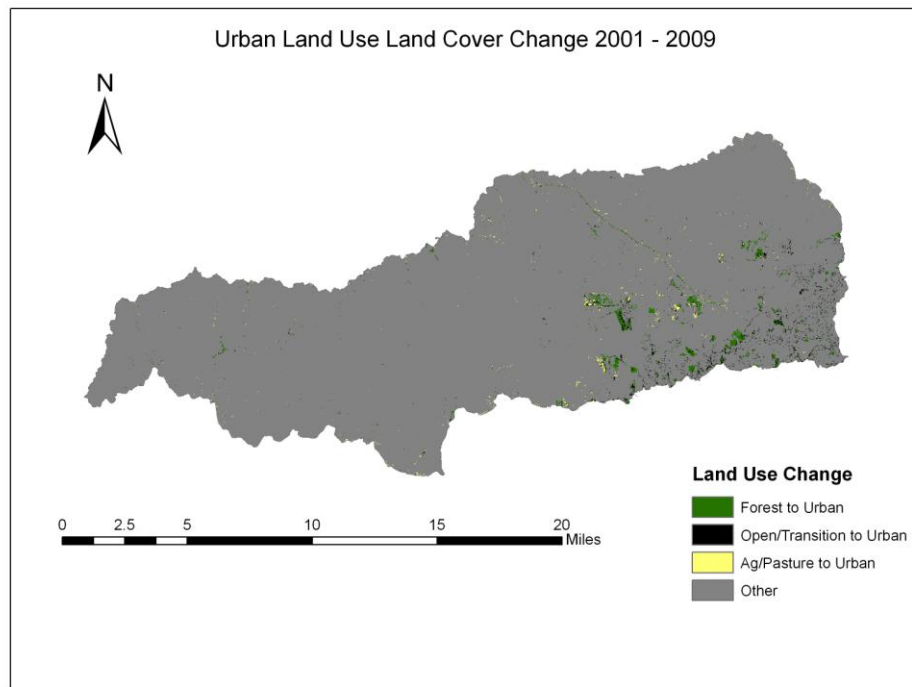 Urban Land Use Land Cover Change 2001 - 2009
N
Land Use Change
Forest to Urban
Open/Transition to Urban
Ag/Pasture to Urban
Other
0 2.5 5 10 15 20
Miles